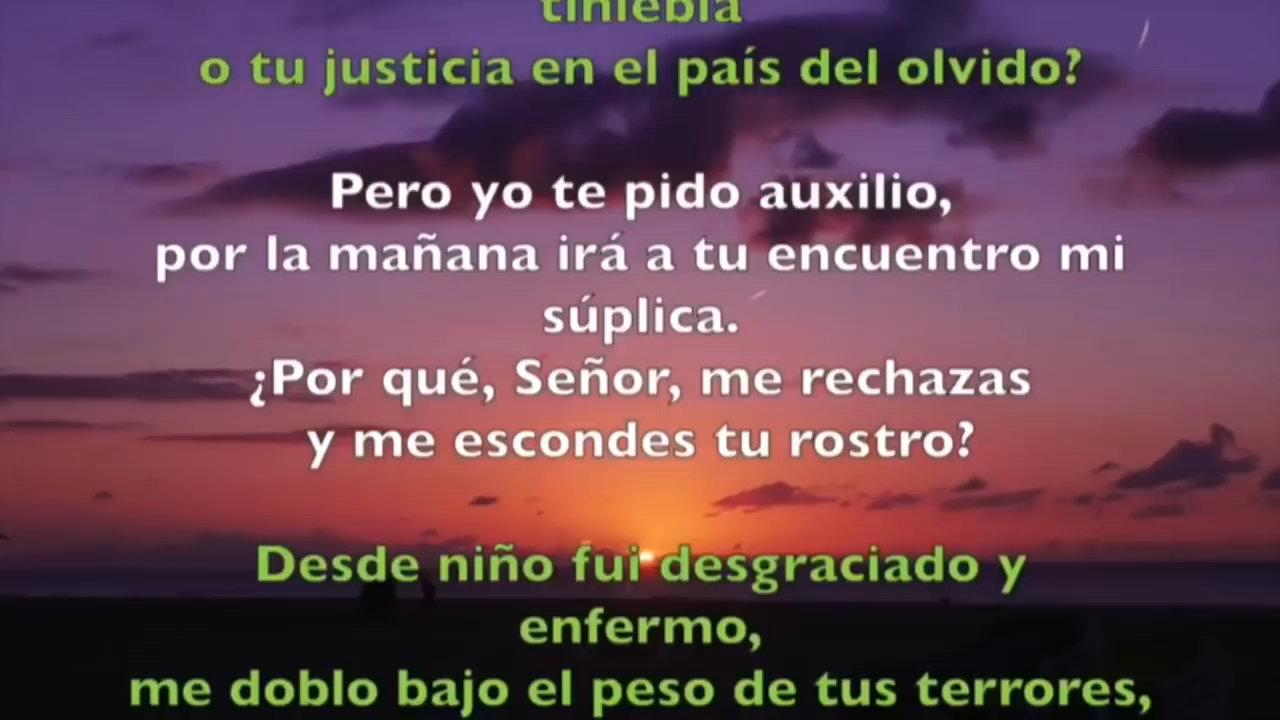 tiniebla
o tu justicia en el país del olvido?
Pero yo te pido auxilio,
por la mañana irá a tu encuentro mi
súplica.
¿Por qué, Señor, me rechazas
y me escondes tu rostro?
Desde niño fui desgraciado y
enfermo,
me doblo bajo el peso de tus terrores,